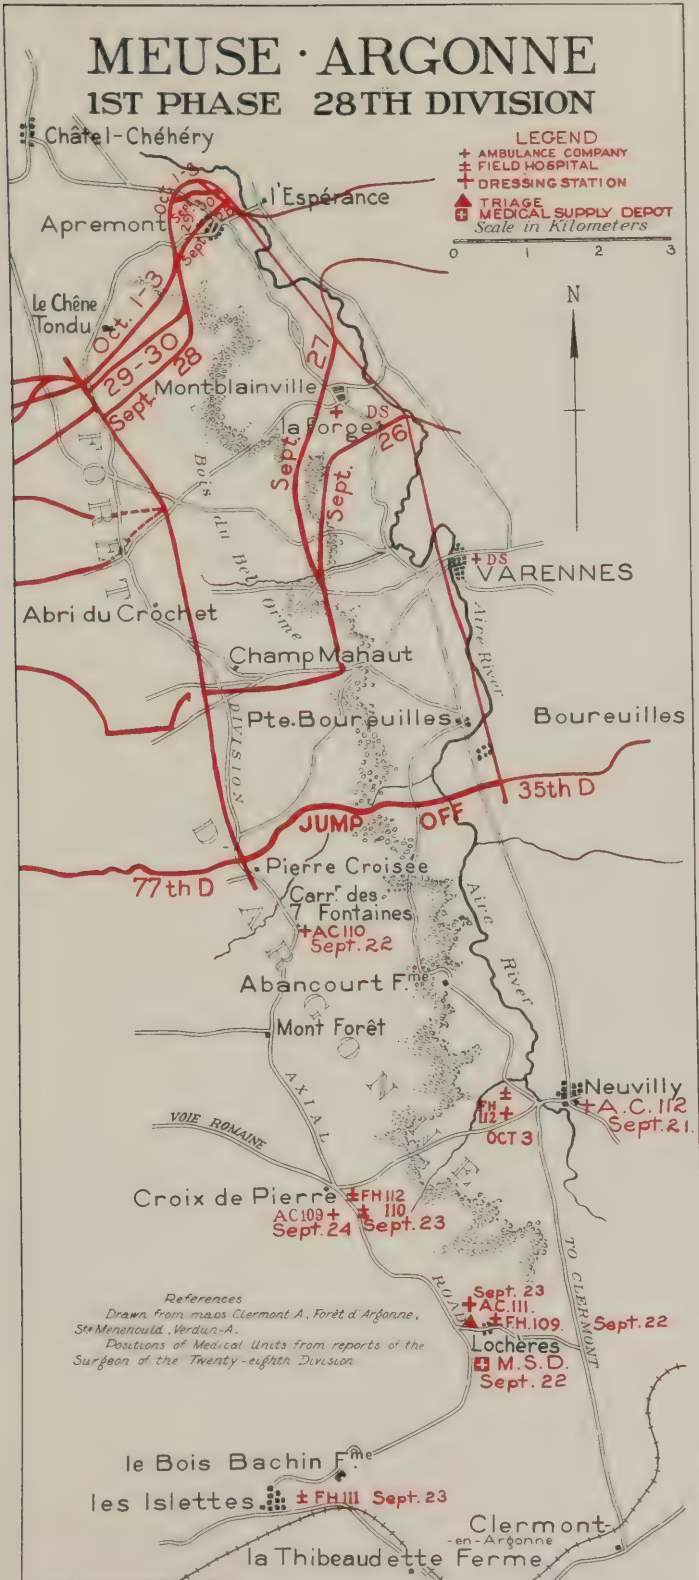 MEUSE · ARGONNE
1ST PHASE 28TH DIVISION
LEGEND
AMBULANCE COMPANY
FIELD HOSPITAL
DRESSING STATION
TRIAGE
MEDICAL SUPPLY DEPOT
Scale in Kilometers
0 1 2 3
N
Châtel-Chéhéry
l'Espérance
Oct. 1-3
Sept.
29-30
Sept. 28
Apremont
le Chêne
Tondu
Oct. 1-3
29-30
Sept. 28
Montblainville
Sept. 27
DS
la Forge
Sept. 26
FORÊT
Bois du Bel Orme
DS
VARENNES
Abri du Crochet
Aire River
Champ Mahaut
DIVISION
Pte. Boureuilles
Boureuilles
35th D
JUMP OFF
77th D
D'ARGONNE
Pierre Croisée
Carr. des
7 Fontaines
AC110
Sept. 22
Aire River
Abancourt Fme
Mont Forêt
AXIAL
Neuvilly
A.C. 112
Sept. 21.
FH
112
OCT 3
VOIE ROMAINE
Croix de Pierre
FH 112
AC109
110
Sept. 24
Sept. 23
ROAD
TO CLERMONT
Sept. 23
A.C. 111.
FH. 109.
Sept. 22
Lochères
M.S.D.
Sept. 22
References
Drawn from maps Clermont A, Forêt d'Argonne,
Ste Menehould, Verdun-A.
Positions of Medical Units from reports of the
Surgeon of the Twenty-eighth Division
le Bois Bachin Fme.
les Islettes
FH111 Sept. 23
Clermont-
-en-Argonne
la Thibeaudette Ferme